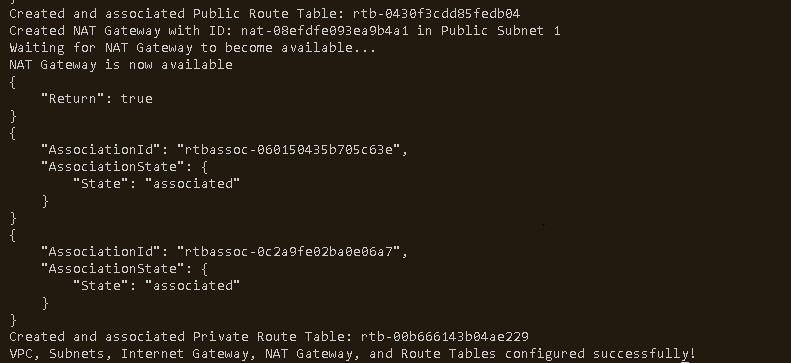 Created and associated Public Route Table: rtb-0430f3cdd85fedb04
Created NAT Gateway with ID: nat-08efdfe093ea9b4a1 in Public Subnet 1
Waiting for NAT Gateway to become available...
NAT Gateway is now available
{
    "Return": true
}
{
    "AssociationId": "rtbassoc-060150435b705c63e",
    "AssociationState": {
        "State": "associated"
    }
}
{
    "AssociationId": "rtbassoc-0c2a9fe02ba0e06a7",
    "AssociationState": {
        "State": "associated"
    }
}
Created and associated Private Route Table: rtb-00b666143b04ae229
VPC, Subnets, Internet Gateway, NAT Gateway, and Route Tables configured successfully!